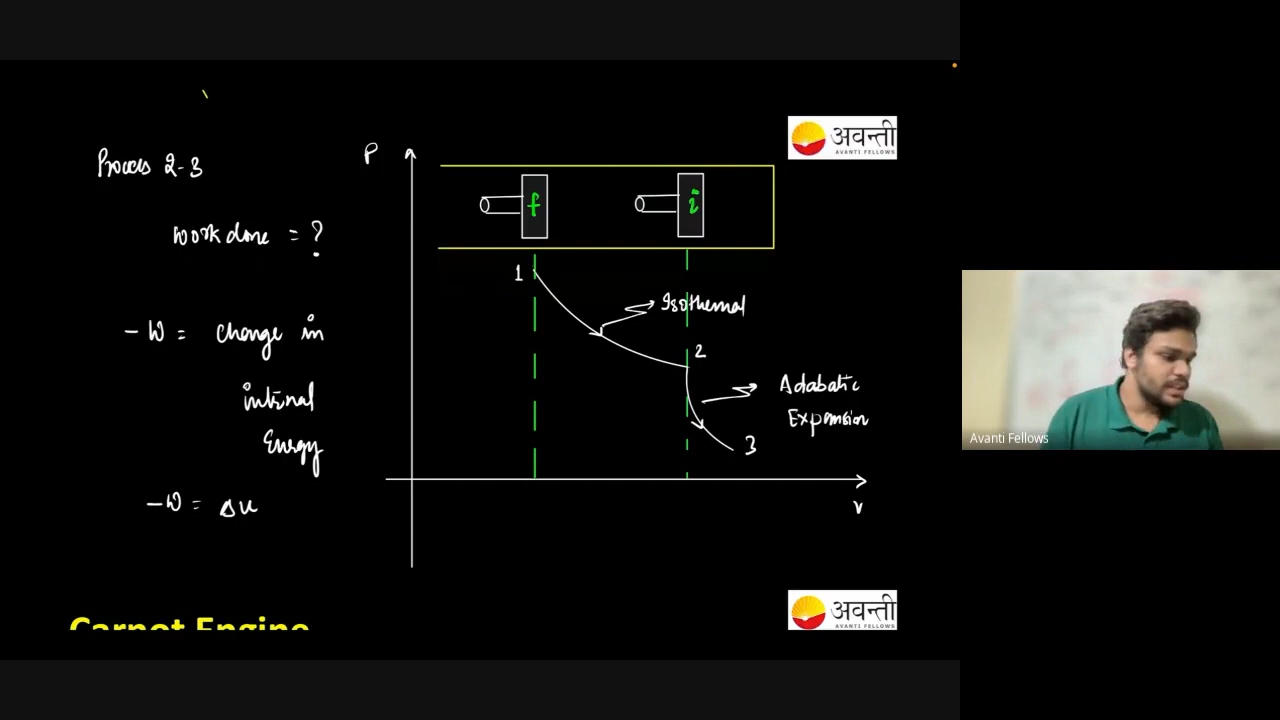 अवन्ती
AVANTI FELLOWS
Process 2-3
Work done = ?
- W = change in
internal
Energy
- W = Δu
P
f
i
1
Isothermal
2
Adabatic
Expansion
3
v
Avanti Fellows
Carnot Engine
अवन्ती
AVANTI FELLOWS